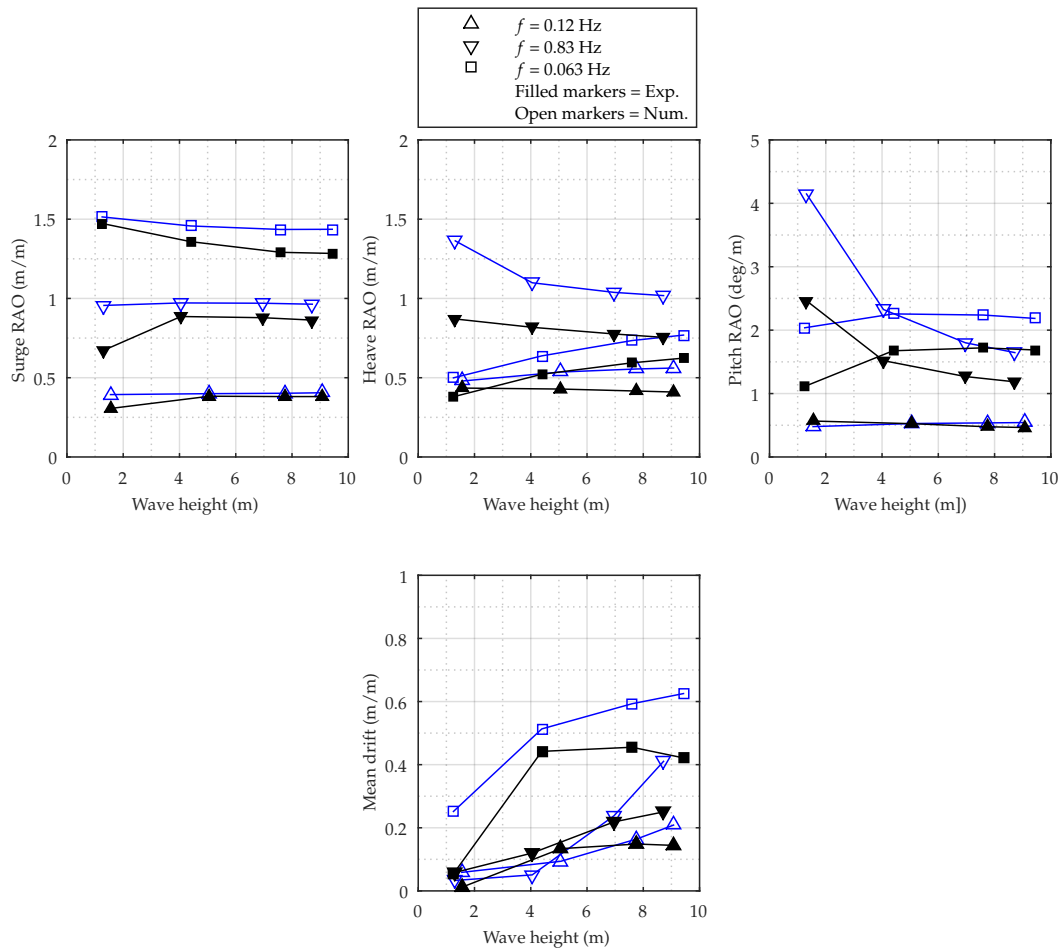 f = 0.12 Hz
f = 0.83 Hz
f = 0.063 Hz
Filled markers = Exp.
Open markers = Num.
2
1.5
1
0.5
0
Surge RAO (m/m)
0 2 4 6 8 10
Wave height (m)
2
1.5
1
0.5
0
Heave RAO (m/m)
0 2 4 6 8 10
Wave height (m)
5
4
3
2
1
0
Pitch RAO (deg/m)
0 2 4 6 8 10
Wave height (m])
1
0.8
0.6
0.4
0.2
0
Mean drift (m/m)
0 2 4 6 8 10
Wave height (m)